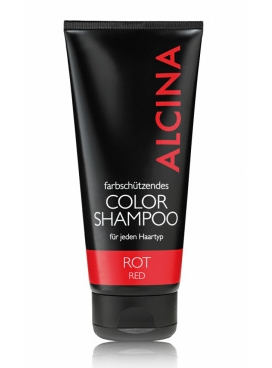 ALCINA
farbschützendes
COLOR
SHAMPOO
für jeden Haartyp
ROT
RED